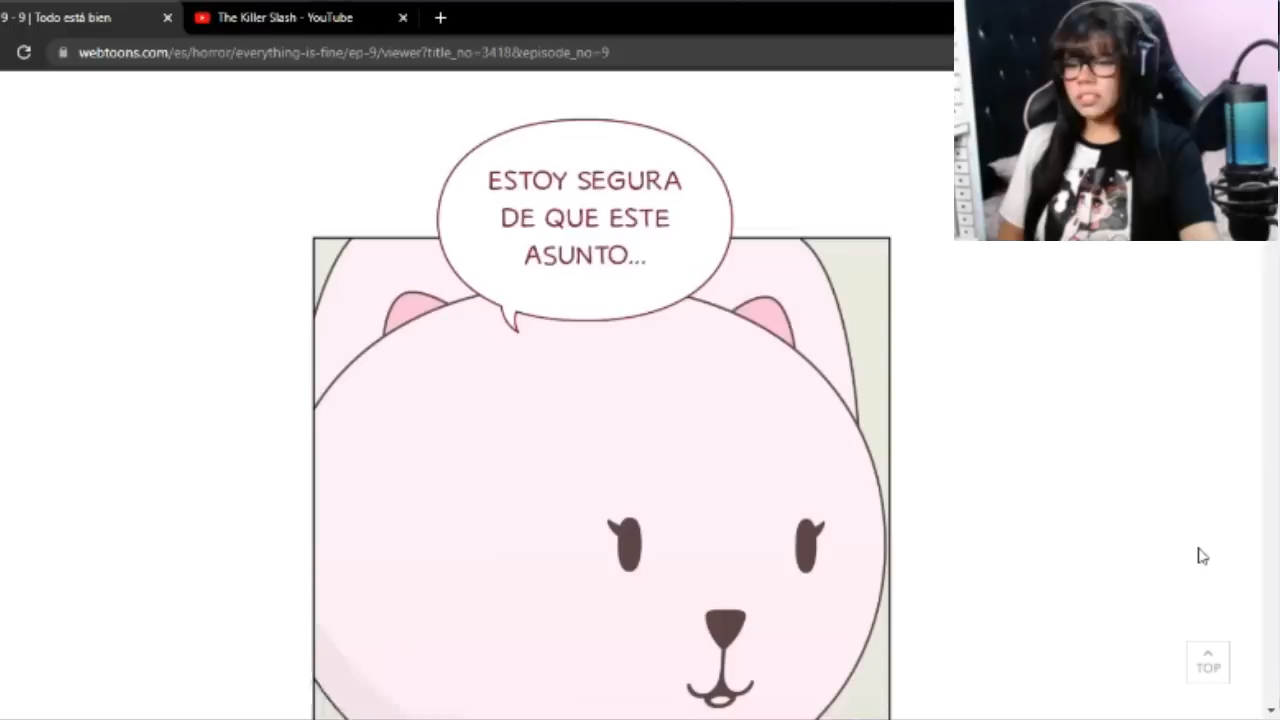 9 - 9 | Todo está bien
The Killer Slash - YouTube
webtoons.com/es/horror/everything-is-fine/ep-9/viewer?title_no=3418&episode_no=9
ESTOY SEGURA
DE QUE ESTE
ASUNTO...
TOP